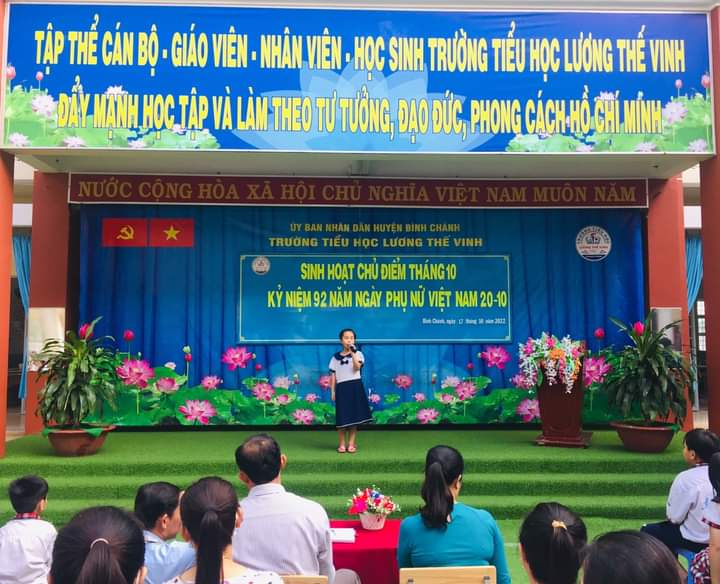 TẬP THỂ CÁN BỘ - GIÁO VIÊN - NHÂN VIÊN - HỌC SINH TRƯỜNG TIỂU HỌC LƯƠNG THẾ VINH
ĐẨY MẠNH HỌC TẬP VÀ LÀM THEO TƯ TƯỞNG, ĐẠO ĐỨC, PHONG CÁCH HỒ CHÍ MINH
NƯỚC CỘNG HÒA XÃ HỘI CHỦ NGHĨA VIỆT NAM MUÔN NĂM
ỦY BAN NHÂN DÂN HUYỆN BÌNH CHÁNH
TRƯỜNG TIỂU HỌC LƯƠNG THẾ VINH
SINH HOẠT CHỦ ĐIỂM THÁNG 10
KỶ NIỆM 92 NĂM NGÀY PHỤ NỮ VIỆT NAM 20-10
Bình Chánh, ngày 17 tháng 10 năm 2022